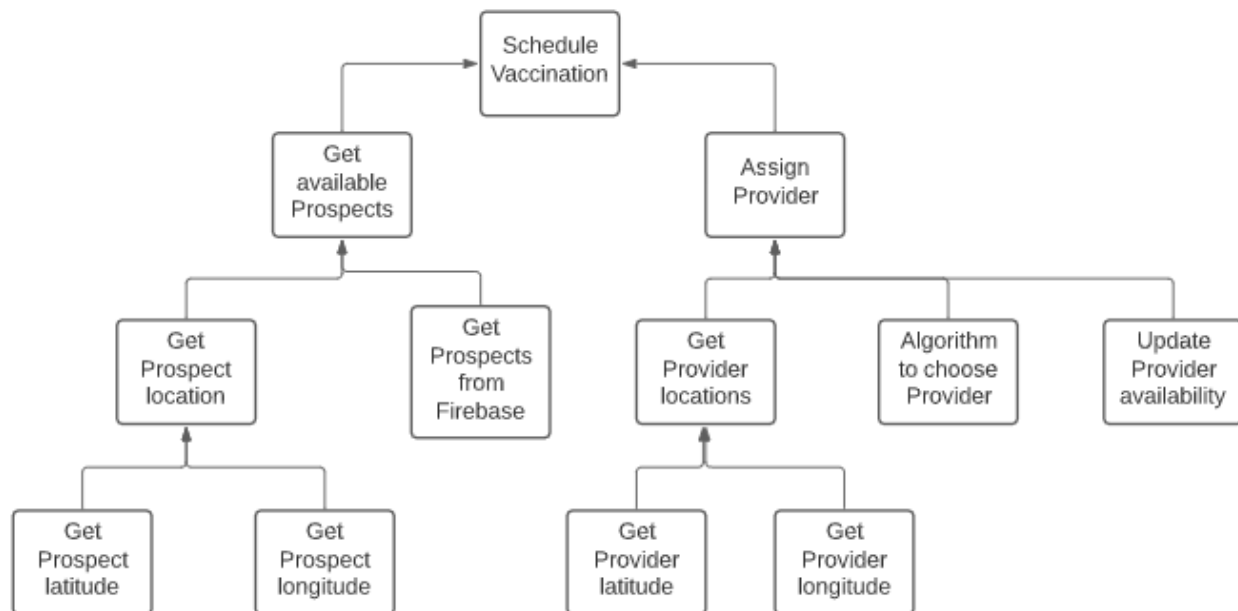 Schedule
Vaccination
Get
available
Prospects
Assign
Provider
Get
Prospect
location
Get
Prospects
from
Firebase
Get
Provider
locations
Algorithm
to choose
Provider
Update
Provider
availability
Get
Prospect
latitude
Get
Prospect
longitude
Get
Provider
latitude
Get
Provider
longitude